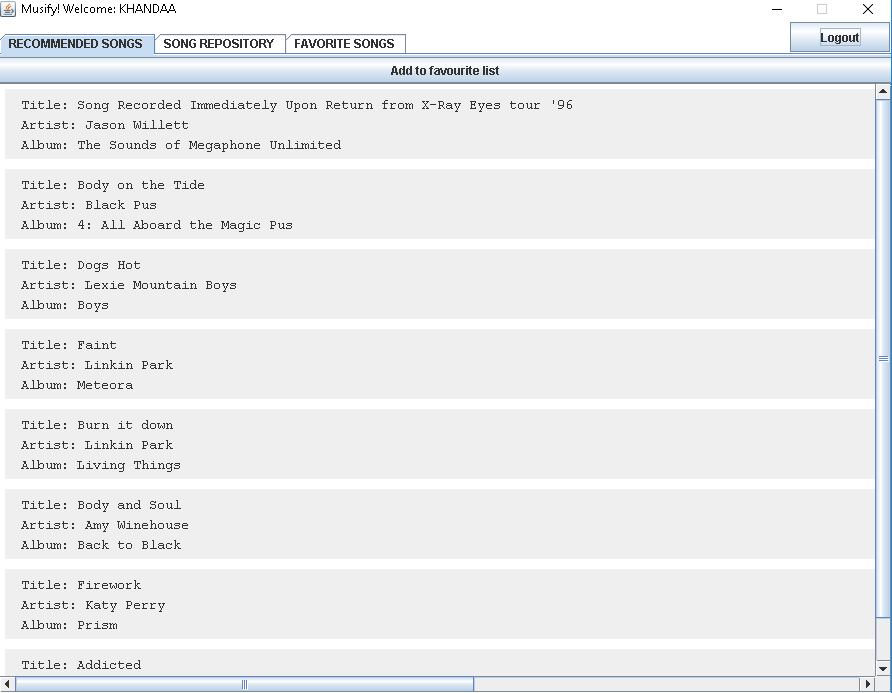 Musify! Welcome: KHANDAA
RECOMMENDED SONGS SONG REPOSITORY FAVORITE SONGS Logout
Add to favourite list
Title: Song Recorded Immediately Upon Return from X-Ray Eyes tour '96
Artist: Jason Willett
Album: The Sounds of Megaphone Unlimited
Title: Body on the Tide
Artist: Black Pus
Album: 4: All Aboard the Magic Pus
Title: Dogs Hot
Artist: Lexie Mountain Boys
Album: Boys
Title: Faint
Artist: Linkin Park
Album: Meteora
Title: Burn it down
Artist: Linkin Park
Album: Living Things
Title: Body and Soul
Artist: Amy Winehouse
Album: Back to Black
Title: Firework
Artist: Katy Perry
Album: Prism
Title: Addicted